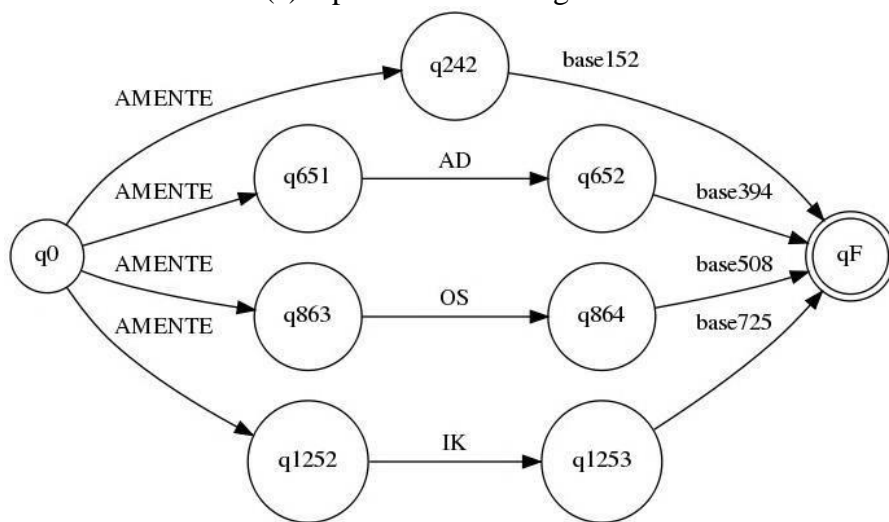 q242
base152
AMENTE
q651
AD
q652
AMENTE
base394
q0
qF
AMENTE
base508
q863
OS
q864
AMENTE
base725
q1252
IK
q1253